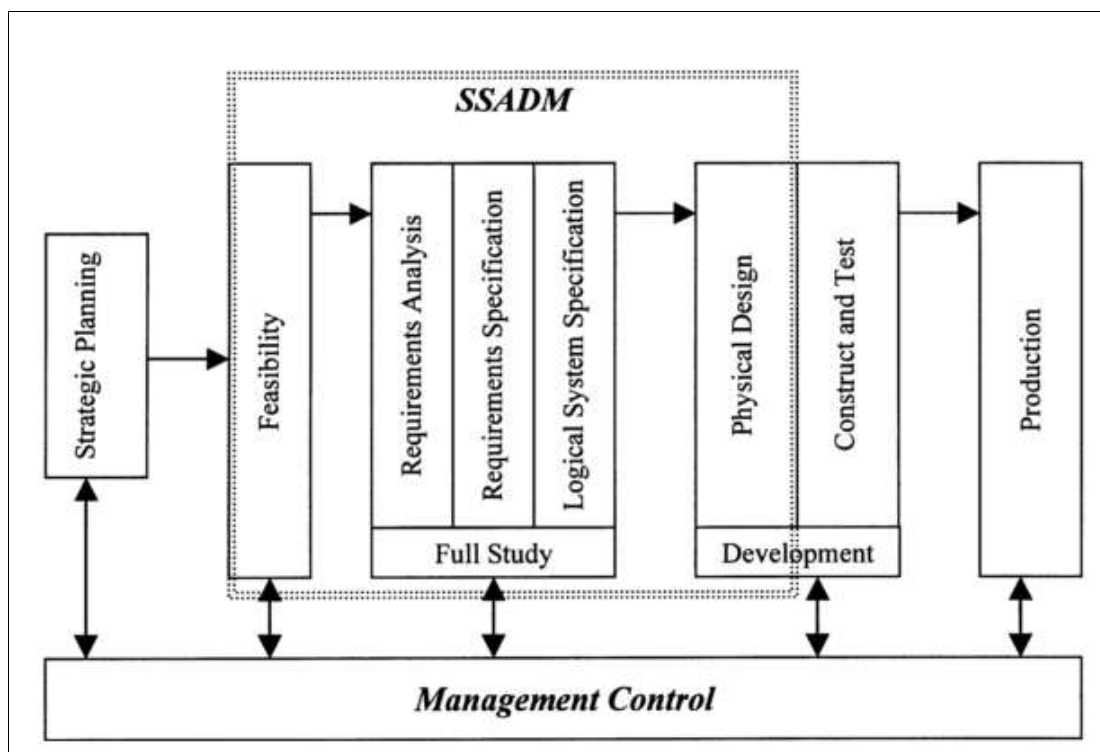 SSADM
Strategic Planning
Feasibility
Requirements Analysis
Requirements Specification
Logical System Specification
Full Study
Physical Design
Construct and Test
Development
Production
Management Control